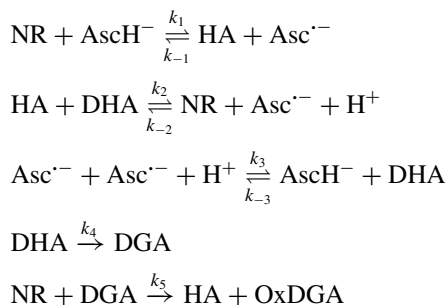 NR + AscH⁻ ⇌ HA + Asc·⁻ (k₁, k₋₁)
HA + DHA ⇌ NR + Asc·⁻ + H⁺ (k₂, k₋₂)
Asc·⁻ + Asc·⁻ + H⁺ ⇌ AscH⁻ + DHA (k₃, k₋₃)
DHA → DGA (k₄)
NR + DGA → HA + OxDGA (k₅)